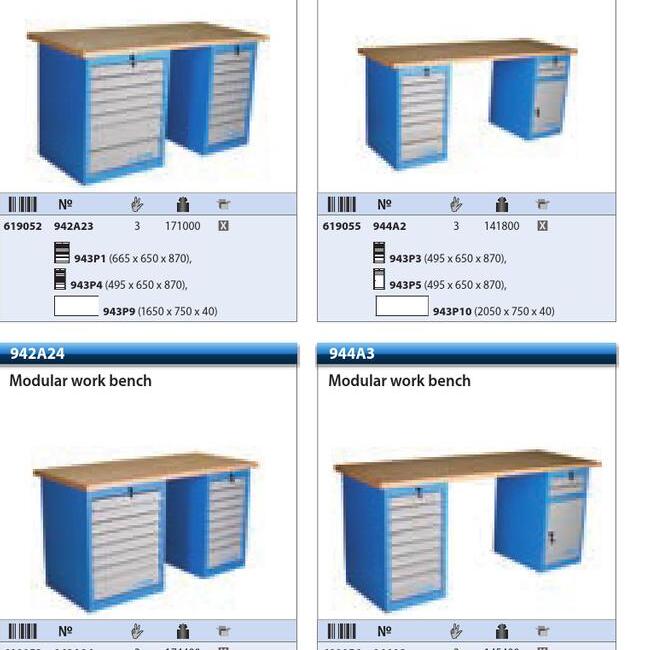 Nº
619052 942A23 3 171000 X
943P1 (665 x 650 x 870),
943P4 (495 x 650 x 870),
943P9 (1650 x 750 x 40)
Nº
619055 944A2 3 141800 X
943P3 (495 x 650 x 870),
943P5 (495 x 650 x 870),
943P10 (2050 x 750 x 40)
942A24
Modular work bench
Nº
944A3
Modular work bench
Nº